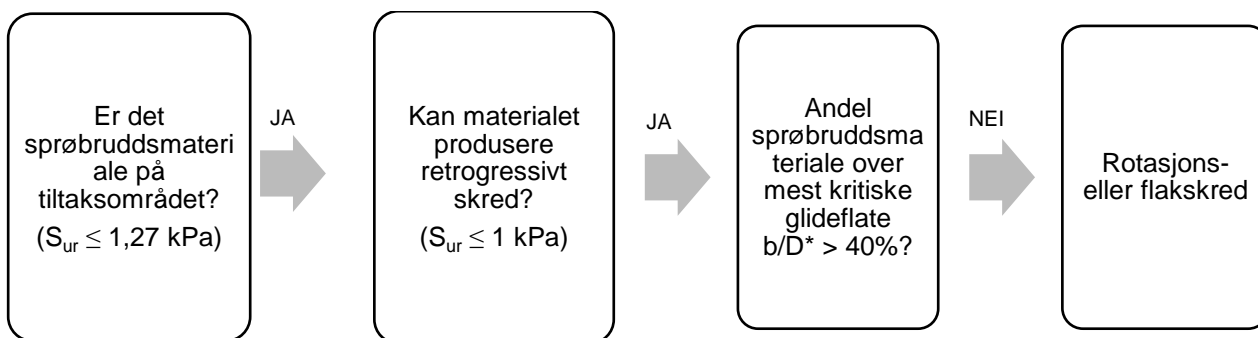 Er det
sprøbruddsmateri
ale på
tiltaksområdet?
(Sur ≤ 1,27 kPa)
JA
Kan materialet
produsere
retrogressivt
skred?
(Sur ≤ 1 kPa)
JA
Andel
sprøbruddsma
teriale over
mest kritiske
glideflate
b/D* > 40%?
NEI
Rotasjons-
eller flakskred